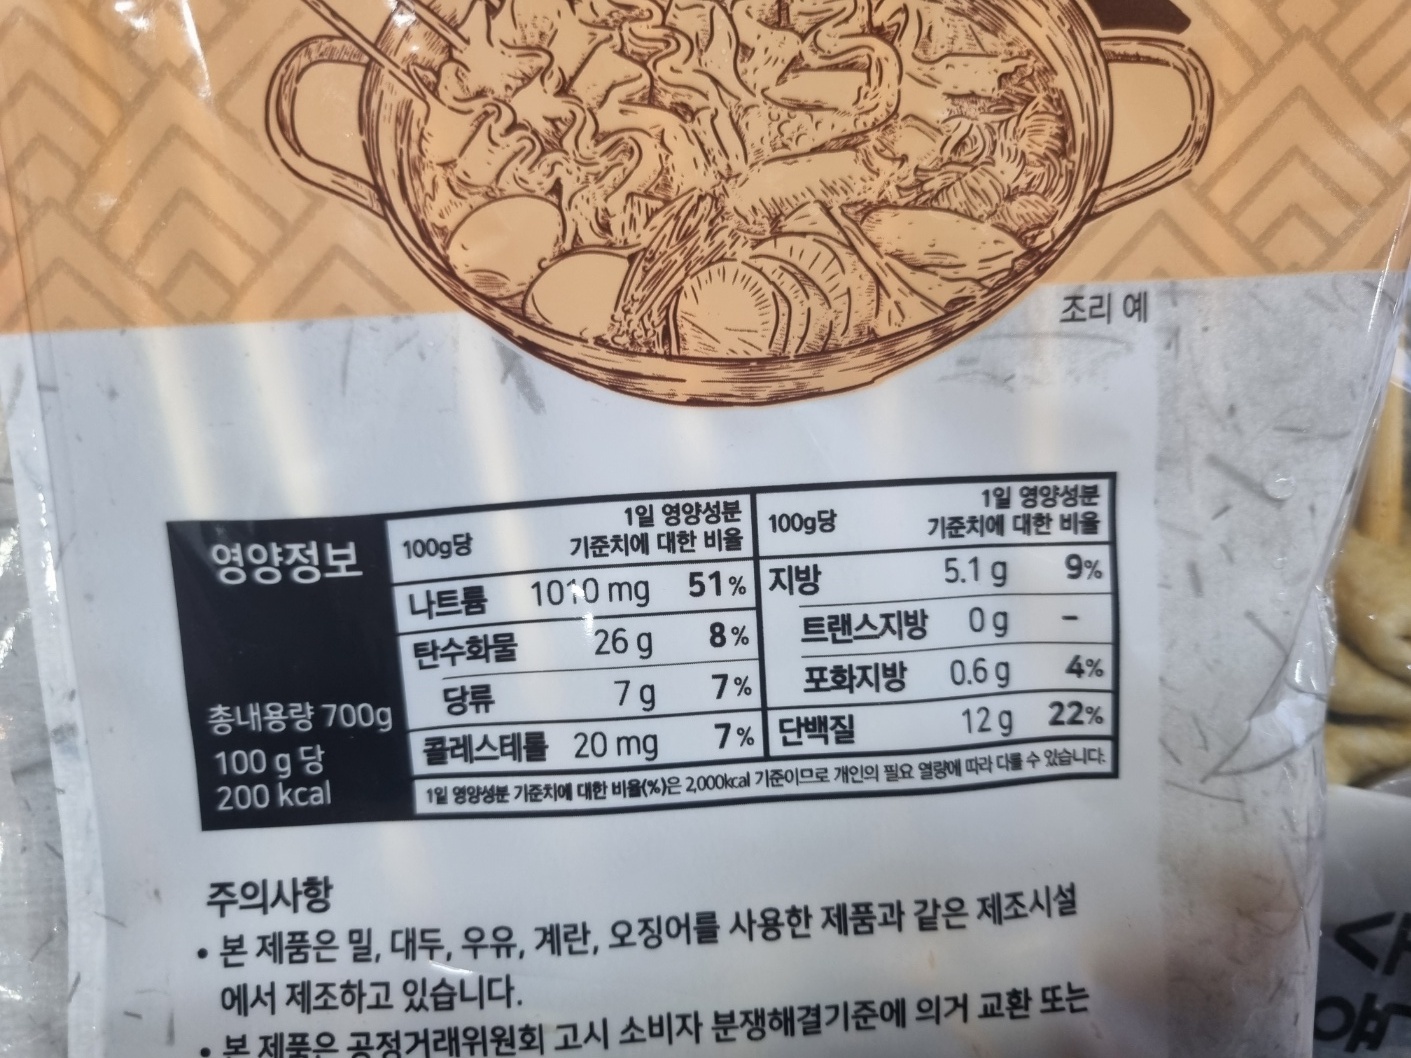 조리 예
영양정보
총내용량 700g
100 g 당
200 kcal
100g당 1일 영양성분 기준치에 대한 비율
나트륨 1010 mg 51%
탄수화물 26 g 8%
당류 7 g 7%
콜레스테롤 20 mg 7%
100g당 1일 영양성분 기준치에 대한 비율
지방 5.1 g 9%
트랜스지방 0 g -
포화지방 0.6 g 4%
단백질 12 g 22%
1일 영양성분 기준치에 대한 비율(%)은 2,000kcal 기준이므로 개인의 필요 열량에 따라 다를 수 있습니다.
주의사항
• 본 제품은 밀, 대두, 우유, 계란, 오징어를 사용한 제품과 같은 제조시설
에서 제조하고 있습니다.
• 본 제품은 공정거래위원회 고시 소비자 분쟁해결기준에 의거 교환 또는